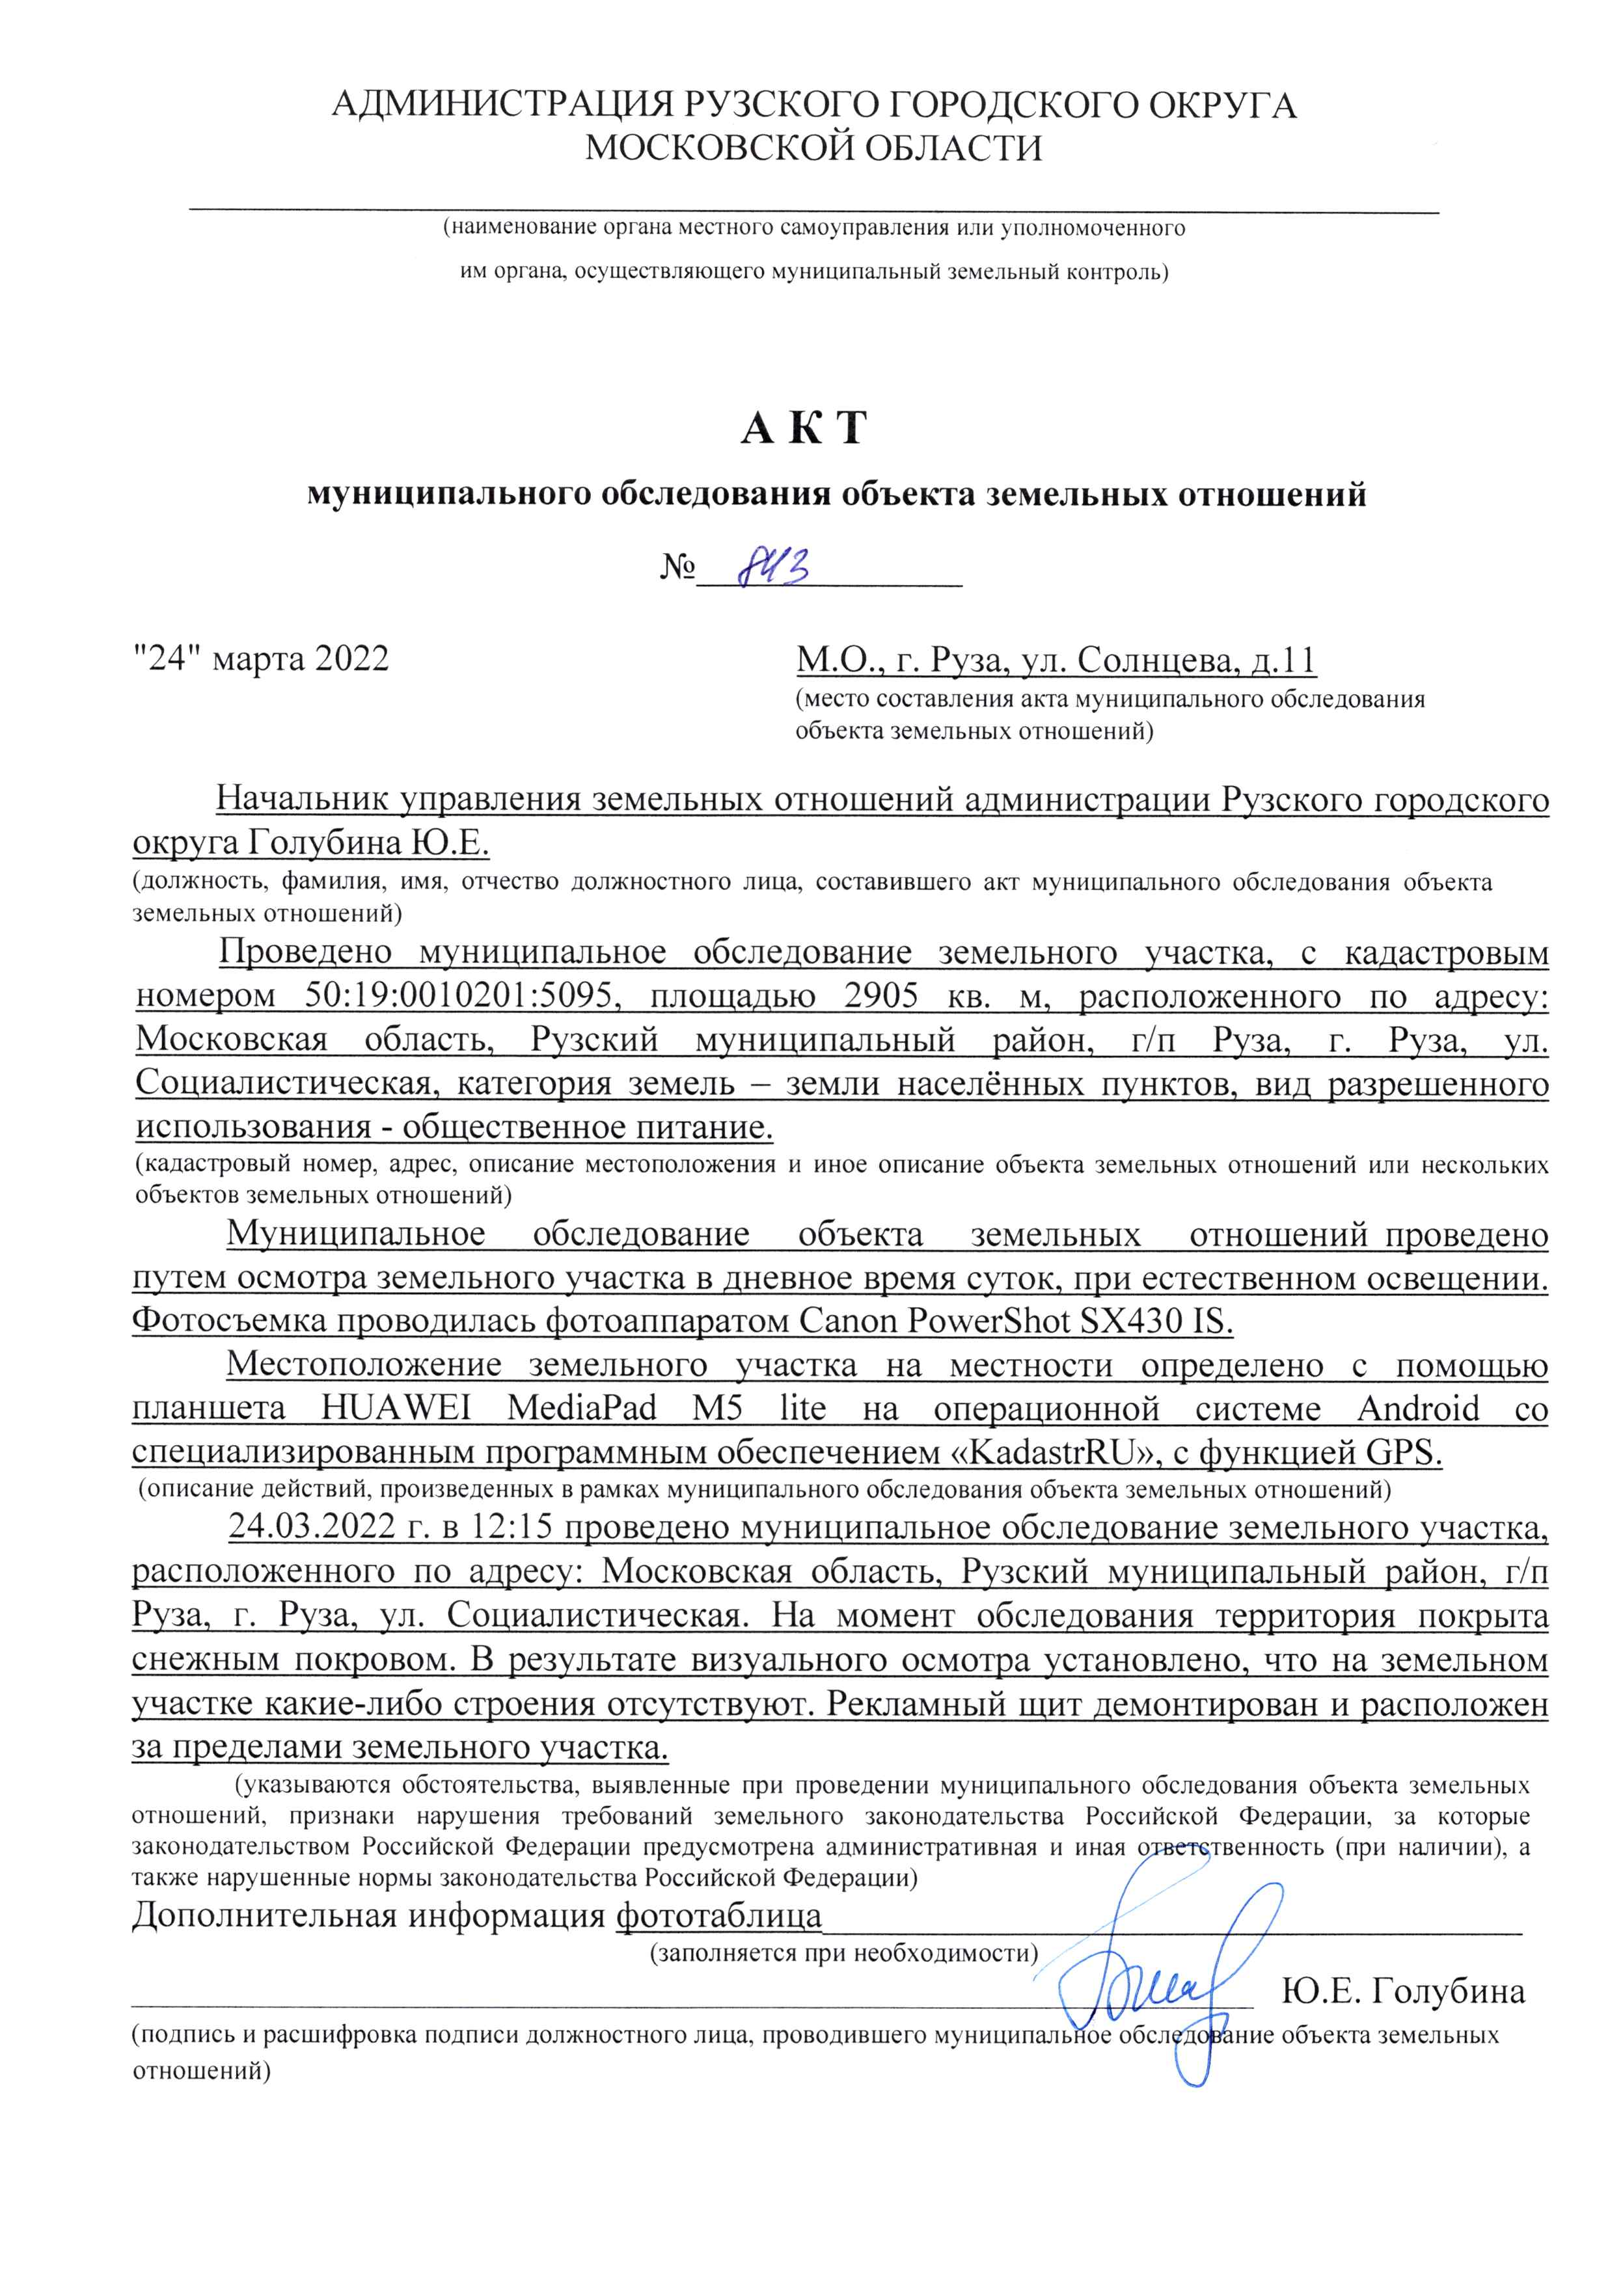 АДМИНИСТРАЦИЯ РУЗСКОГО ГОРОДСКОГО ОКРУГА
МОСКОВСКОЙ ОБЛАСТИ
(наименование органа местного самоуправления или уполномоченного
им органа, осуществляющего муниципальный земельный контроль)
А К Т
муниципального обследования объекта земельных отношений
№ 843
"24" марта 2022
М.О., г. Руза, ул. Солнцева, д.11
(место составления акта муниципального обследования
объекта земельных отношений)
Начальник управления земельных отношений администрации Рузского городского
округа Голубина Ю.Е.
(должность, фамилия, имя, отчество должностного лица, составившего акт муниципального обследования объекта
земельных отношений)
Проведено муниципальное обследование земельного участка, с кадастровым
номером 50:19:0010201:5095, площадью 2905 кв. м, расположенного по адресу:
Московская область, Рузский муниципальный район, г/п Руза, г. Руза, ул.
Социалистическая, категория земель – земли населённых пунктов, вид разрешенного
использования - общественное питание.
(кадастровый номер, адрес, описание местоположения и иное описание объекта земельных отношений или нескольких
объектов земельных отношений)
Муниципальное обследование объекта земельных отношений проведено
путем осмотра земельного участка в дневное время суток, при естественном освещении.
Фотосъемка проводилась фотоаппаратом Canon PowerShot SX430 IS.
Местоположение земельного участка на местности определено с помощью
планшета HUAWEI MediaPad M5 lite на операционной системе Android со
специализированным программным обеспечением «KadastrRU», с функцией GPS.
(описание действий, произведенных в рамках муниципального обследования объекта земельных отношений)
24.03.2022 г. в 12:15 проведено муниципальное обследование земельного участка,
расположенного по адресу: Московская область, Рузский муниципальный район, г/п
Руза, г. Руза, ул. Социалистическая. На момент обследования территория покрыта
снежным покровом. В результате визуального осмотра установлено, что на земельном
участке какие-либо строения отсутствуют. Рекламный щит демонтирован и расположен
за пределами земельного участка.
(указываются обстоятельства, выявленные при проведении муниципального обследования объекта земельных
отношений, признаки нарушения требований земельного законодательства Российской Федерации, за которые
законодательством Российской Федерации предусмотрена административная и иная ответственность (при наличии), а
также нарушенные нормы законодательства Российской Федерации)
Дополнительная информация фототаблица
(заполняется при необходимости)
Ю.Е. Голубина
(подпись и расшифровка подписи должностного лица, проводившего муниципальное обследование объекта земельных
отношений)